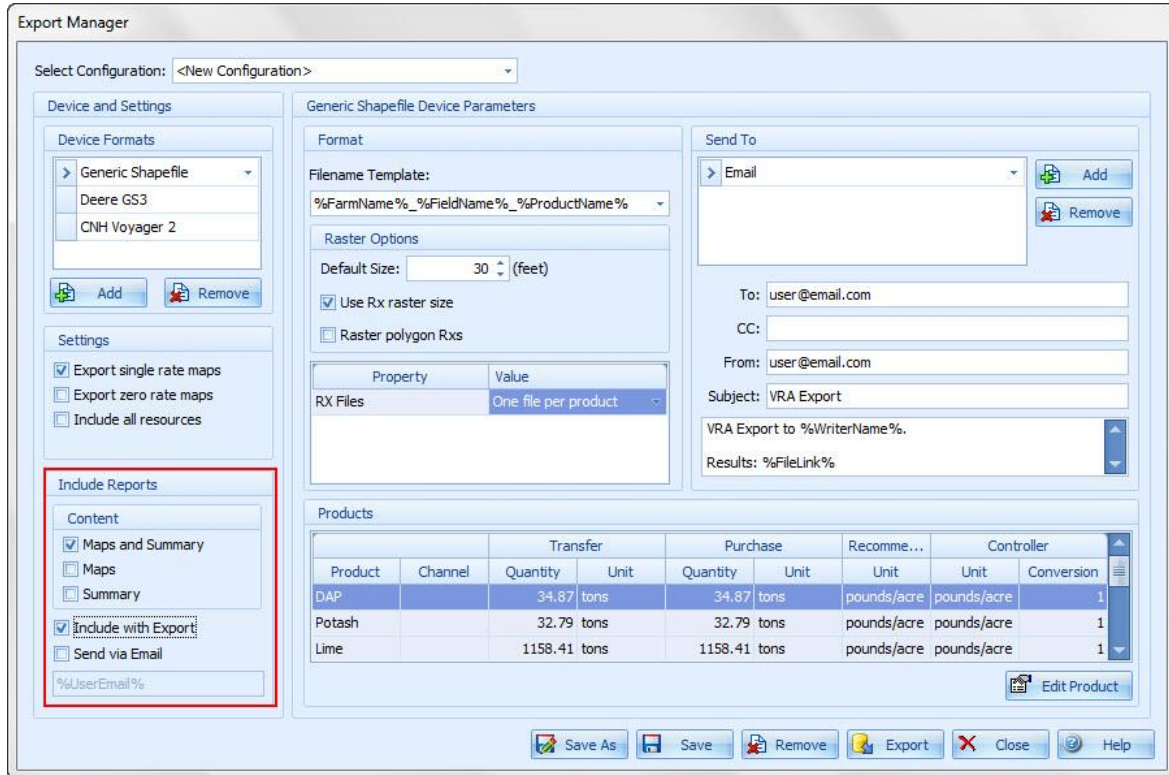 Export Manager
Select Configuration: <New Configuration>
Device and Settings
Device Formats
Generic Shapefile
Deere GS3
CNH Voyager 2
Add Remove
Settings
Export single rate maps
Export zero rate maps
Include all resources
Include Reports
Content
Maps and Summary
Maps
Summary
Include with Export
Send via Email
%UserEmail%
Generic Shapefile Device Parameters
Format
Filename Template:
%FarmName%_%FieldName%_%ProductName%
Raster Options
Default Size: 30 (feet)
Use Rx raster size
Raster polygon Rxs
Property Value
RX Files One file per product
Send To
Email
Add
Remove
To: user@email.com
CC:
From: user@email.com
Subject: VRA Export
VRA Export to %WriterName%.
Results: %FileLink%
Products
Transfer Purchase Recomme... Controller
Product Channel Quantity Unit Quantity Unit Unit Unit Conversion
DAP 34.87 tons 34.87 tons pounds/acre pounds/acre 1
Potash 32.79 tons 32.79 tons pounds/acre pounds/acre 1
Lime 1158.41 tons 1158.41 tons pounds/acre pounds/acre 1
Edit Product
Save As Save Remove Export Close Help